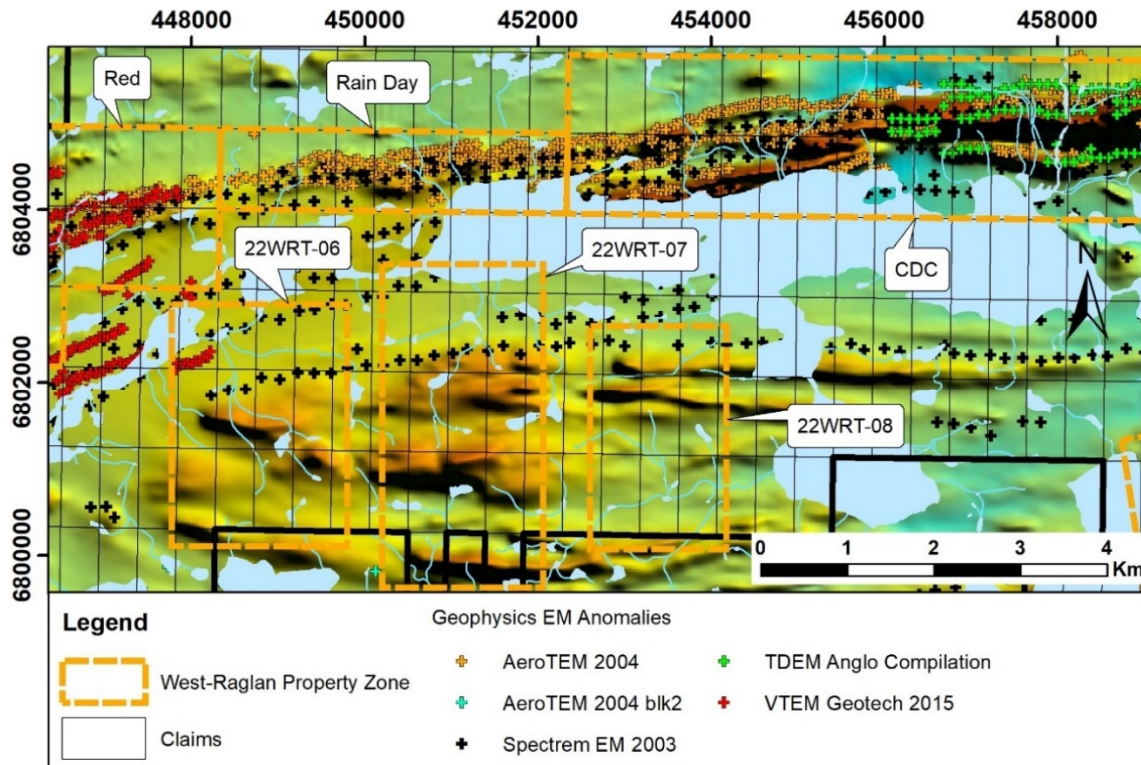 448000 450000 452000 454000 456000 458000
Red
Rain Day
6804000
22WRT-06
22WRT-07
CDC
N
6802000
22WRT-08
6800000
0 1 2 3 4
Km
Legend
West-Raglan Property Zone
Claims
Geophysics EM Anomalies
AeroTEM 2004
AeroTEM 2004 blk2
Spectrem EM 2003
TDEM Anglo Compilation
VTEM Geotech 2015